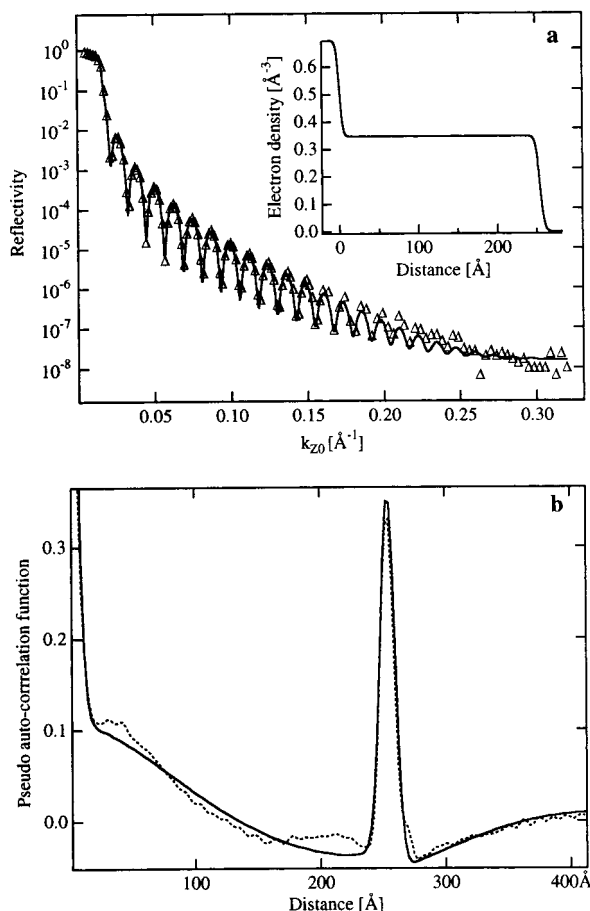 a
10⁰
10⁻¹
10⁻²
10⁻³
10⁻⁴
10⁻⁵
10⁻⁶
10⁻⁷
10⁻⁸
Reflectivity
0.05 0.10 0.15 0.20 0.25 0.30
k_Z0 [Å⁻¹]
0.6
0.5
0.4
0.3
0.2
0.1
0.0
Electron density [Å⁻³]
0 100 200
Distance [Å]
b
0.3
0.2
0.1
0.0
Pseudo auto-corrrelation function
100 200 300 400Å
Distance [Å]